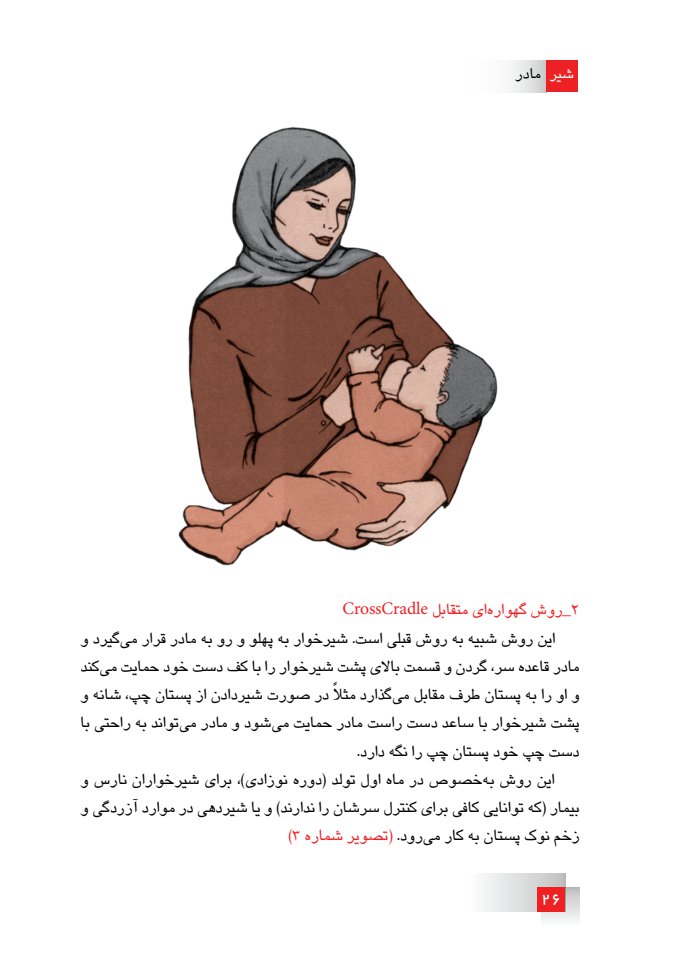 شیر مادر
۲_روش گهواره‌ای متقابل CrossCradle
این روش شبیه به روش قبلی است. شیرخوار به پهلو و رو به مادر قرار می‌گیرد و
مادر قاعده سر، گردن و قسمت بالای پشت شیرخوار را با کف دست خود حمایت می‌کند
و او را به پستان طرف مقابل می‌گذارد مثلاً در صورت شیردادن از پستان چپ، شانه و
پشت شیرخوار با ساعد دست راست مادر حمایت می‌شود و مادر می‌تواند به راحتی با
دست چپ خود پستان چپ را نگه دارد.
این روش به‌خصوص در ماه اول تولد (دوره نوزادی)، برای شیرخواران نارس و
بیمار (که توانایی کافی برای کنترل سرشان را ندارند) و یا شیردهی در موارد آزردگی و
زخم نوک پستان به کار می‌رود. (تصویر شماره ۳)
۲۶